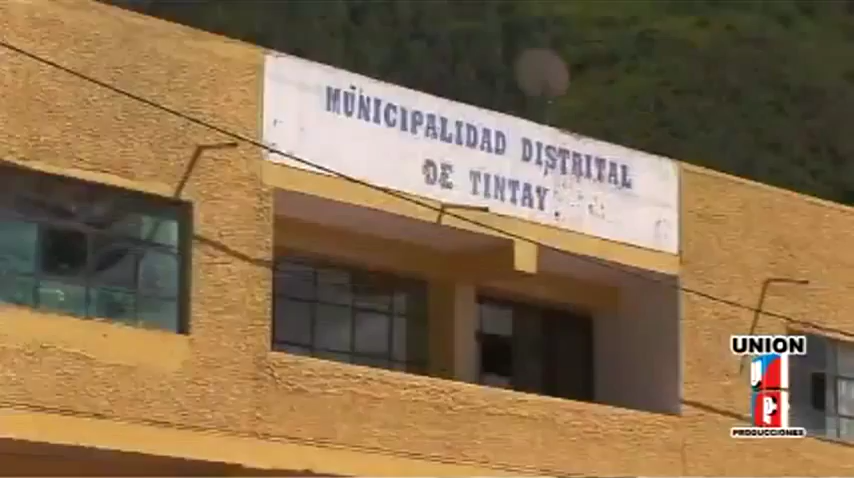 MUNICIPALIDAD DISTRITAL
DE TINTAY
UNION
PRODUCCIONES